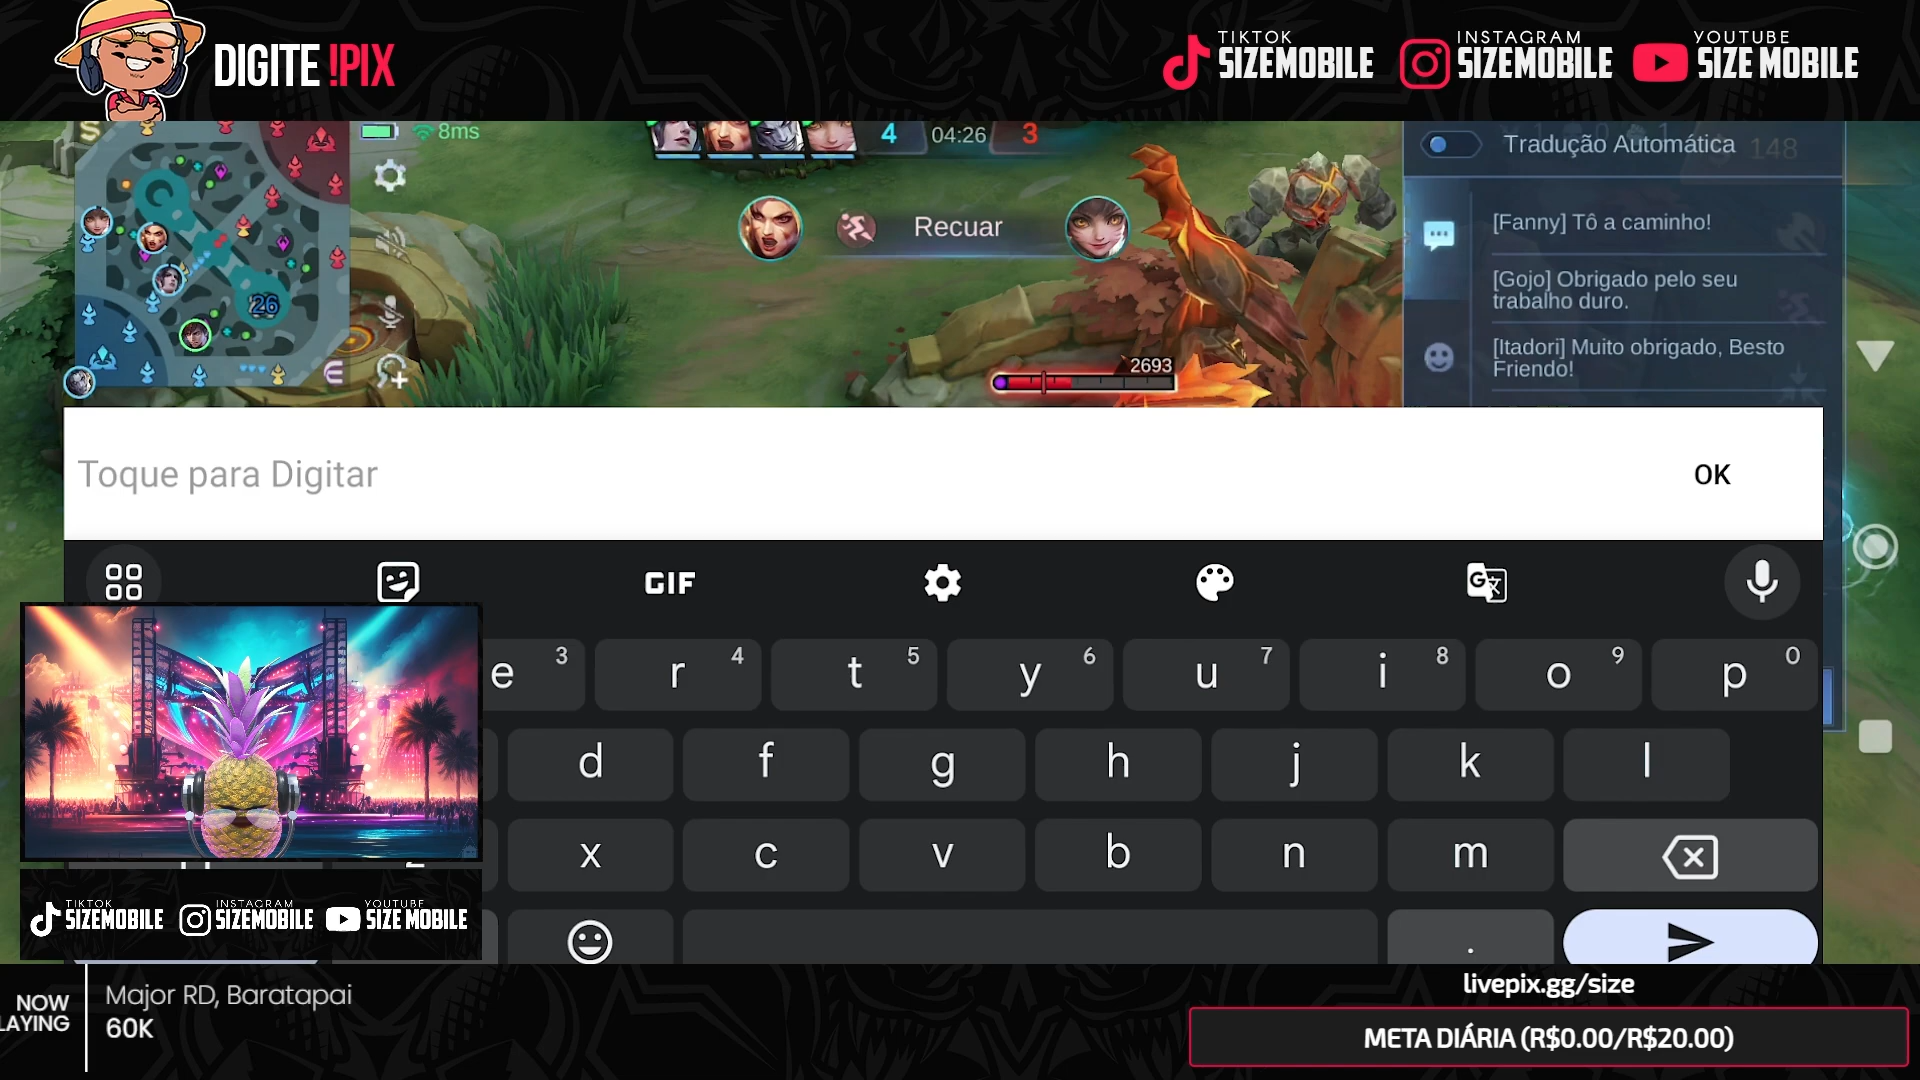 DIGITE !PIX
TIKTOK
SIZEMOBILE
INSTAGRAM
SIZEMOBILE
YOUTUBE
SIZE MOBILE
S
8ms
4 04:26 3
Tradução Automática
148
Recuar
[Fanny] Tô a caminho!
[Gojo] Obrigado pelo seu
trabalho duro.
[Itadori] Muito obrigado, Besto
Friendo!
26
2693
Toque para Digitar
OK
GIF
e 3 r 4 t 5 y 6 u 7 i 8 o 9 p 0
d f g h j k l
x c v b n m
.
TIKTOK
SIZEMOBILE
INSTAGRAM
SIZEMOBILE
YOUTUBE
SIZE MOBILE
NOW
LAYING
Major RD, Baratapai
60K
livepix.gg/size
META DIÁRIA (R$0.00/R$20.00)